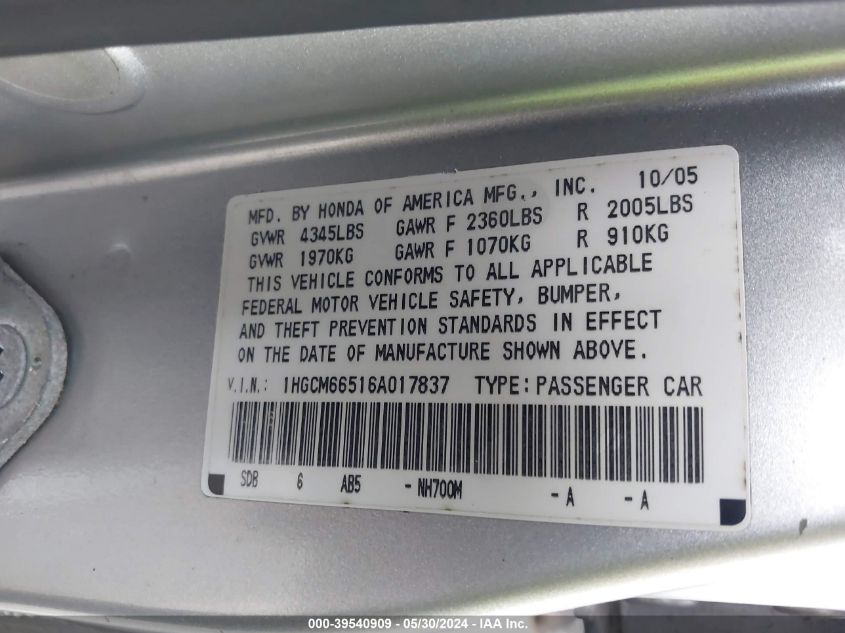 MFD. BY HONDA OF AMERICA MFG., INC. 10/05
GVWR 4345LBS GAWR F 2360LBS R 2005LBS
GVWR 1970KG GAWR F 1070KG R 910KG
THIS VEHICLE CONFORMS TO ALL APPLICABLE
FEDERAL MOTOR VEHICLE SAFETY, BUMPER,
AND THEFT PREVENTION STANDARDS IN EFFECT
ON THE DATE OF MANUFACTURE SHOWN ABOVE.
V.I.N.: 1HGCM66516A017837 TYPE: PASSENGER CAR
SDB 6 AB5 - NH700M - A - A
000-39540909 - 05/30/2024 - IAAI.com